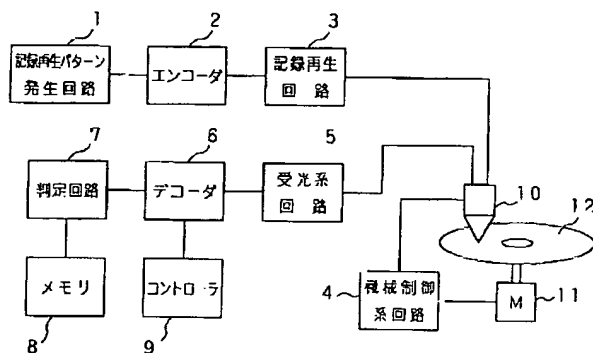 1
2
3
記録再生パターン
発生回路
エンコーダ
記録再生
回路
7
6
5
判定回路
デコーダ
受光系
回路
10
12
メモリ
コントローラ
4
機械制御
系回路
M
11
8
9